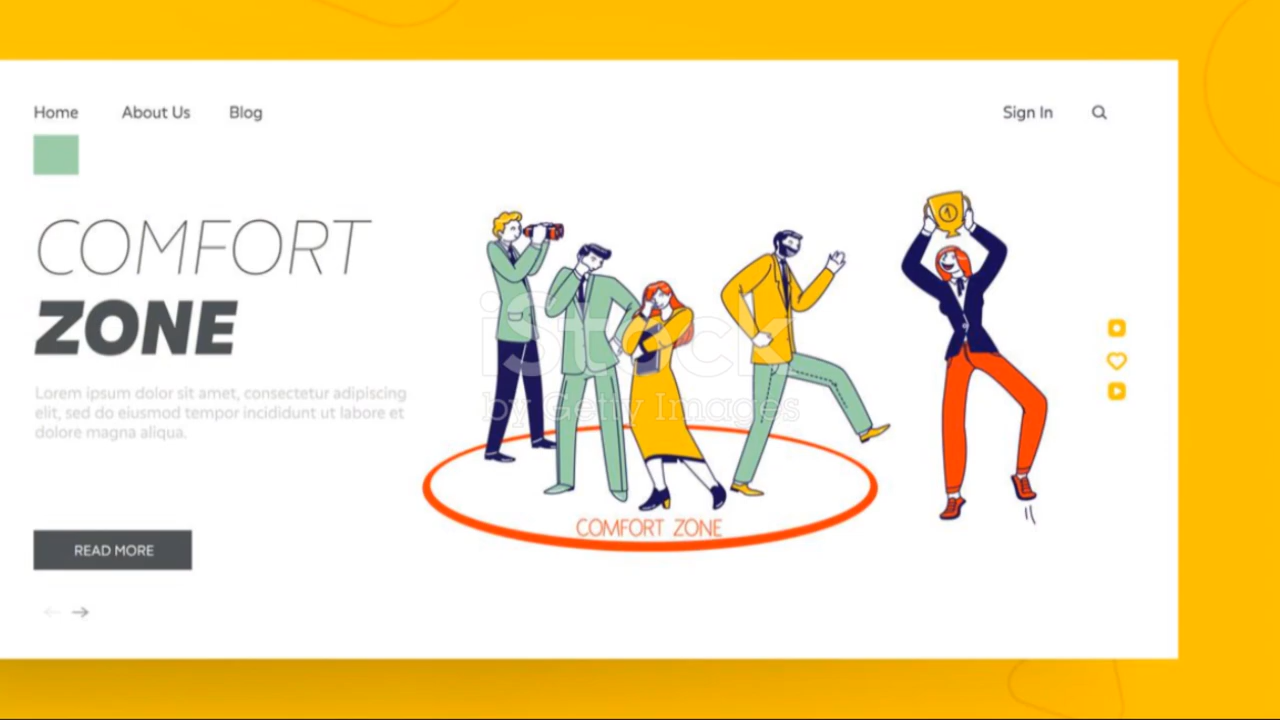 Home About Us Blog Sign In
COMFORT
ZONE
Lorem ipsum dolor sit amet, consectetur adipiscing
elit, sed do eiusmod tempor incididunt ut labore et
dolore magna aliqua.
READ MORE
1
iStock
by Getty Images
COMFORT ZONE